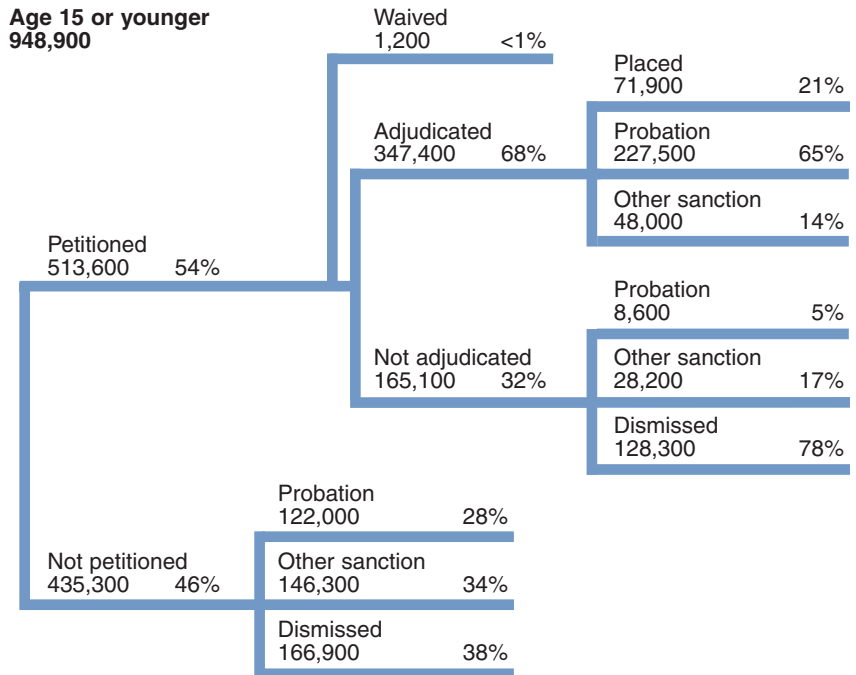 Age 15 or younger
948,900
Waived
1,200 <1%
Placed
71,900 21%
Adjudicated
347,400 68%
Probation
227,500 65%
Other sanction
48,000 14%
Petitioned
513,600 54%
Probation
8,600 5%
Not adjudicated
165,100 32%
Other sanction
28,200 17%
Dismissed
128,300 78%
Probation
122,000 28%
Not petitioned
435,300 46%
Other sanction
146,300 34%
Dismissed
166,900 38%